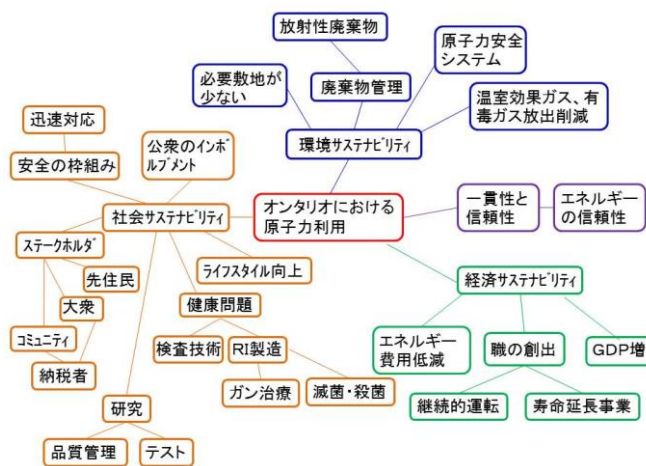 放射性廃棄物
原子力安全
システム
必要敷地が
少ない
廃棄物管理
温室効果ガス、有
毒ガス放出削減
環境サステナビリティ
迅速対応
安全の枠組み
公衆のインボ
ルブメント
社会サステナビリティ
オンタリオにおける
原子力利用
一貫性と
信頼性
エネルギー
の信頼性
ステークホルダ
先住民
大衆
コミュニティ
納税者
ライフスタイル向上
健康問題
検査技術
RI製造
ガン治療
滅菌・殺菌
研究
品質管理
テスト
経済サステナビリティ
エネルギー
費用低減
職の創出
GDP増
継続的運転
寿命延長事業